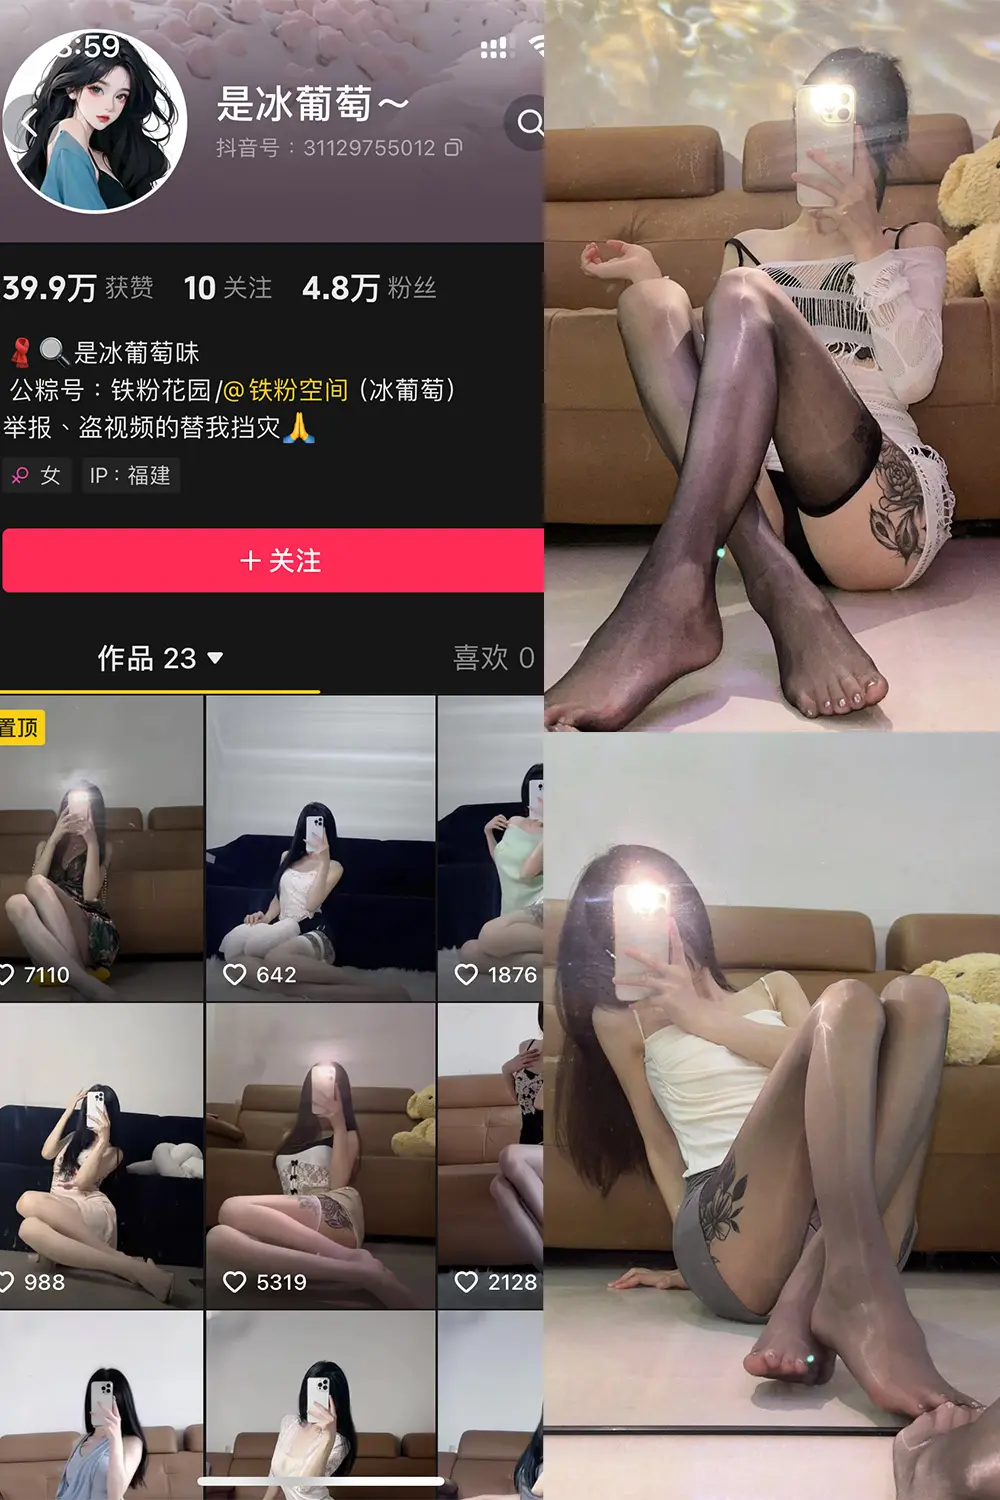 8:59
是冰葡萄～
抖音号：31129755012
39.9万 获赞 10 关注 4.8万 粉丝
是冰葡萄味
公粽号：铁粉花园/@铁粉空间（冰葡萄）
举报、盗视频的替我挡灾
女 IP：福建
+ 关注
作品 23 喜欢 0
置顶
7110 642 1876
988 5319 2128